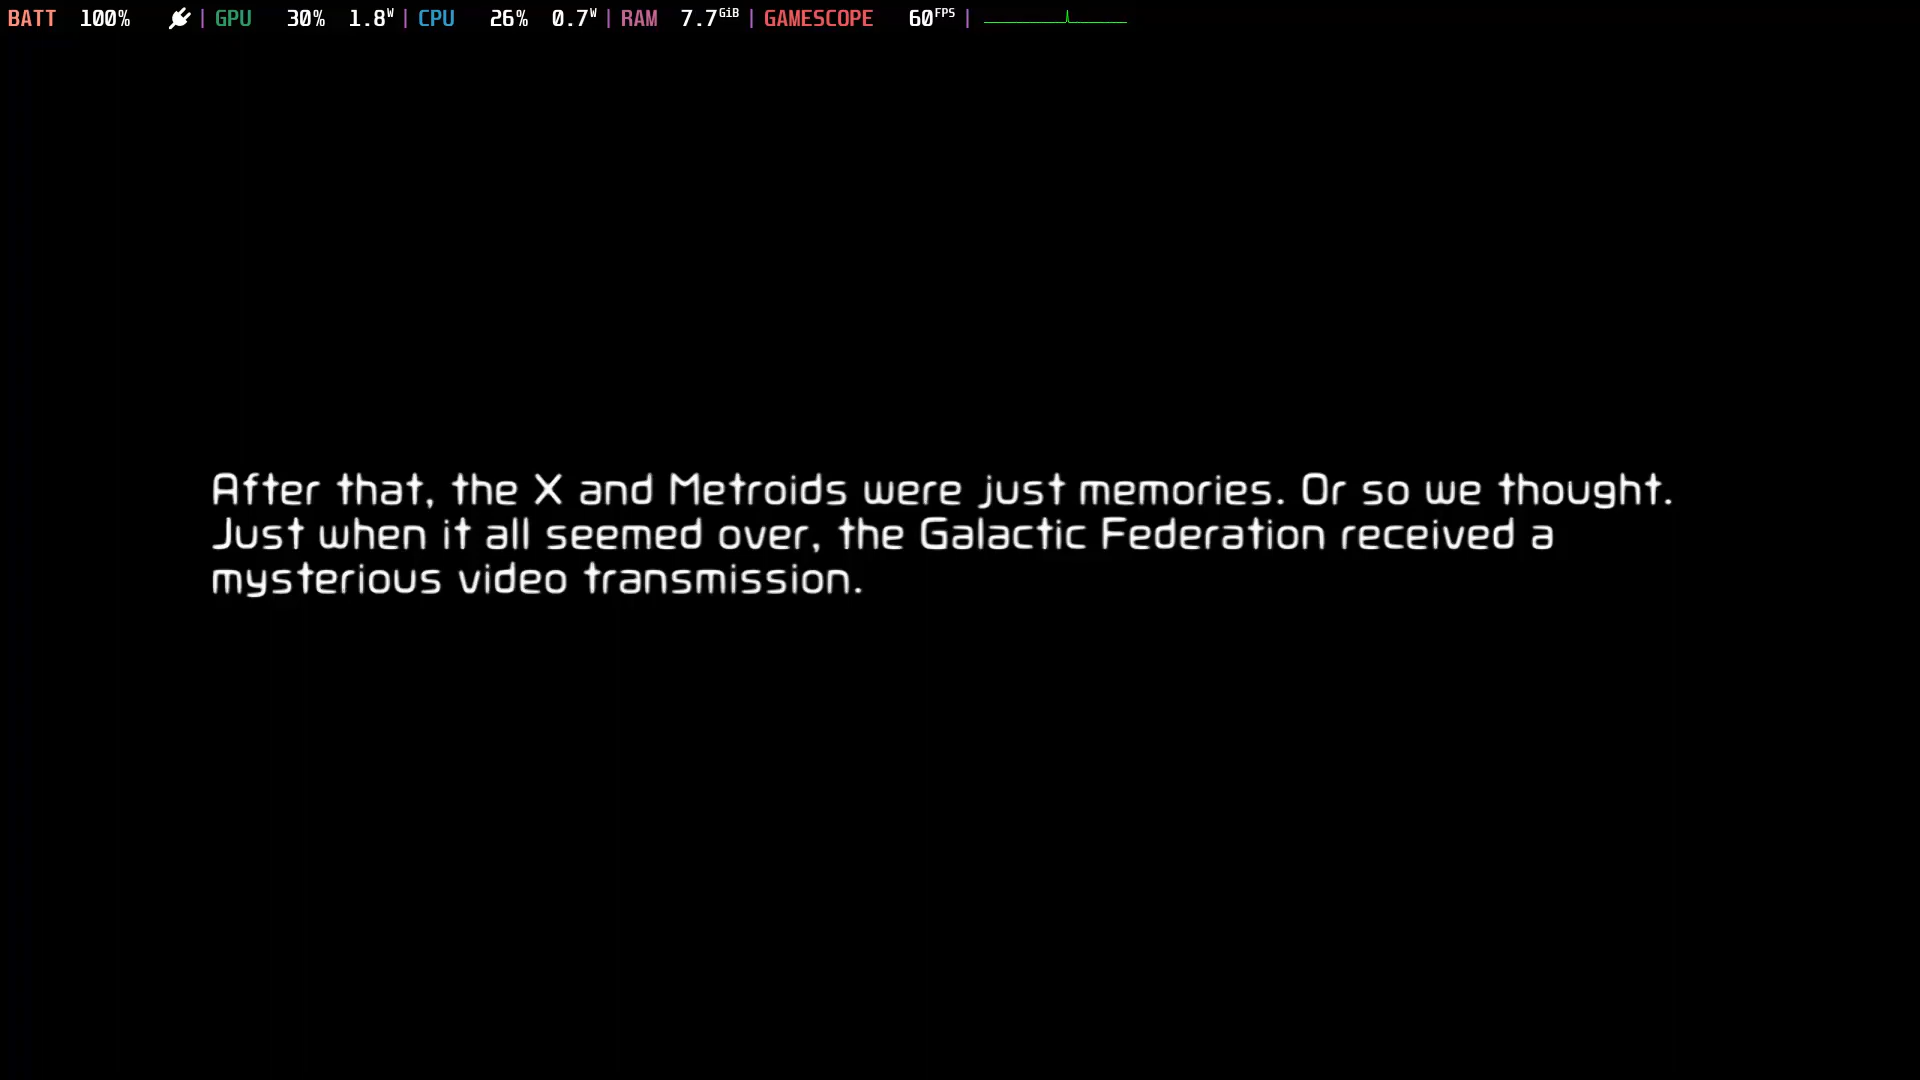 BATT 100% | GPU 30% 1.8W | CPU 26% 0.7W | RAM 7.7GiB | GAMESCOPE 60FPS |
After that, the X and Metroids were just memories. Or so we thought.
Just when it all seemed over, the Galactic Federation received a
mysterious video transmission.